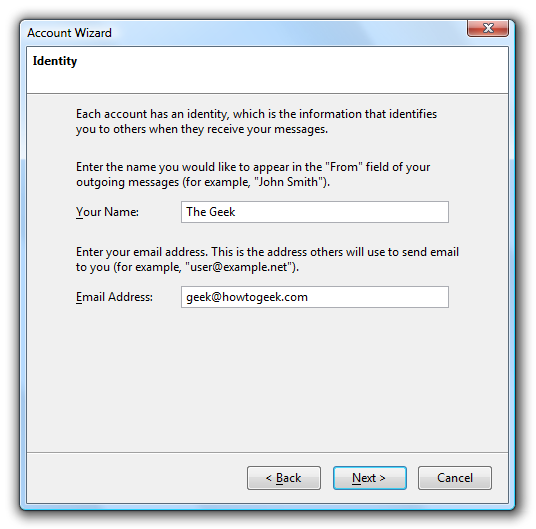 Account Wizard
Identity
Each account has an identity, which is the information that identifies
you to others when they receive your messages.
Enter the name you would like to appear in the "From" field of your
outgoing messages (for example, "John Smith").
Your Name: The Geek
Enter your email address. This is the address others will use to send email
to you (for example, "user@example.net").
Email Address: geek@howtogeek.com
< Back Next > Cancel